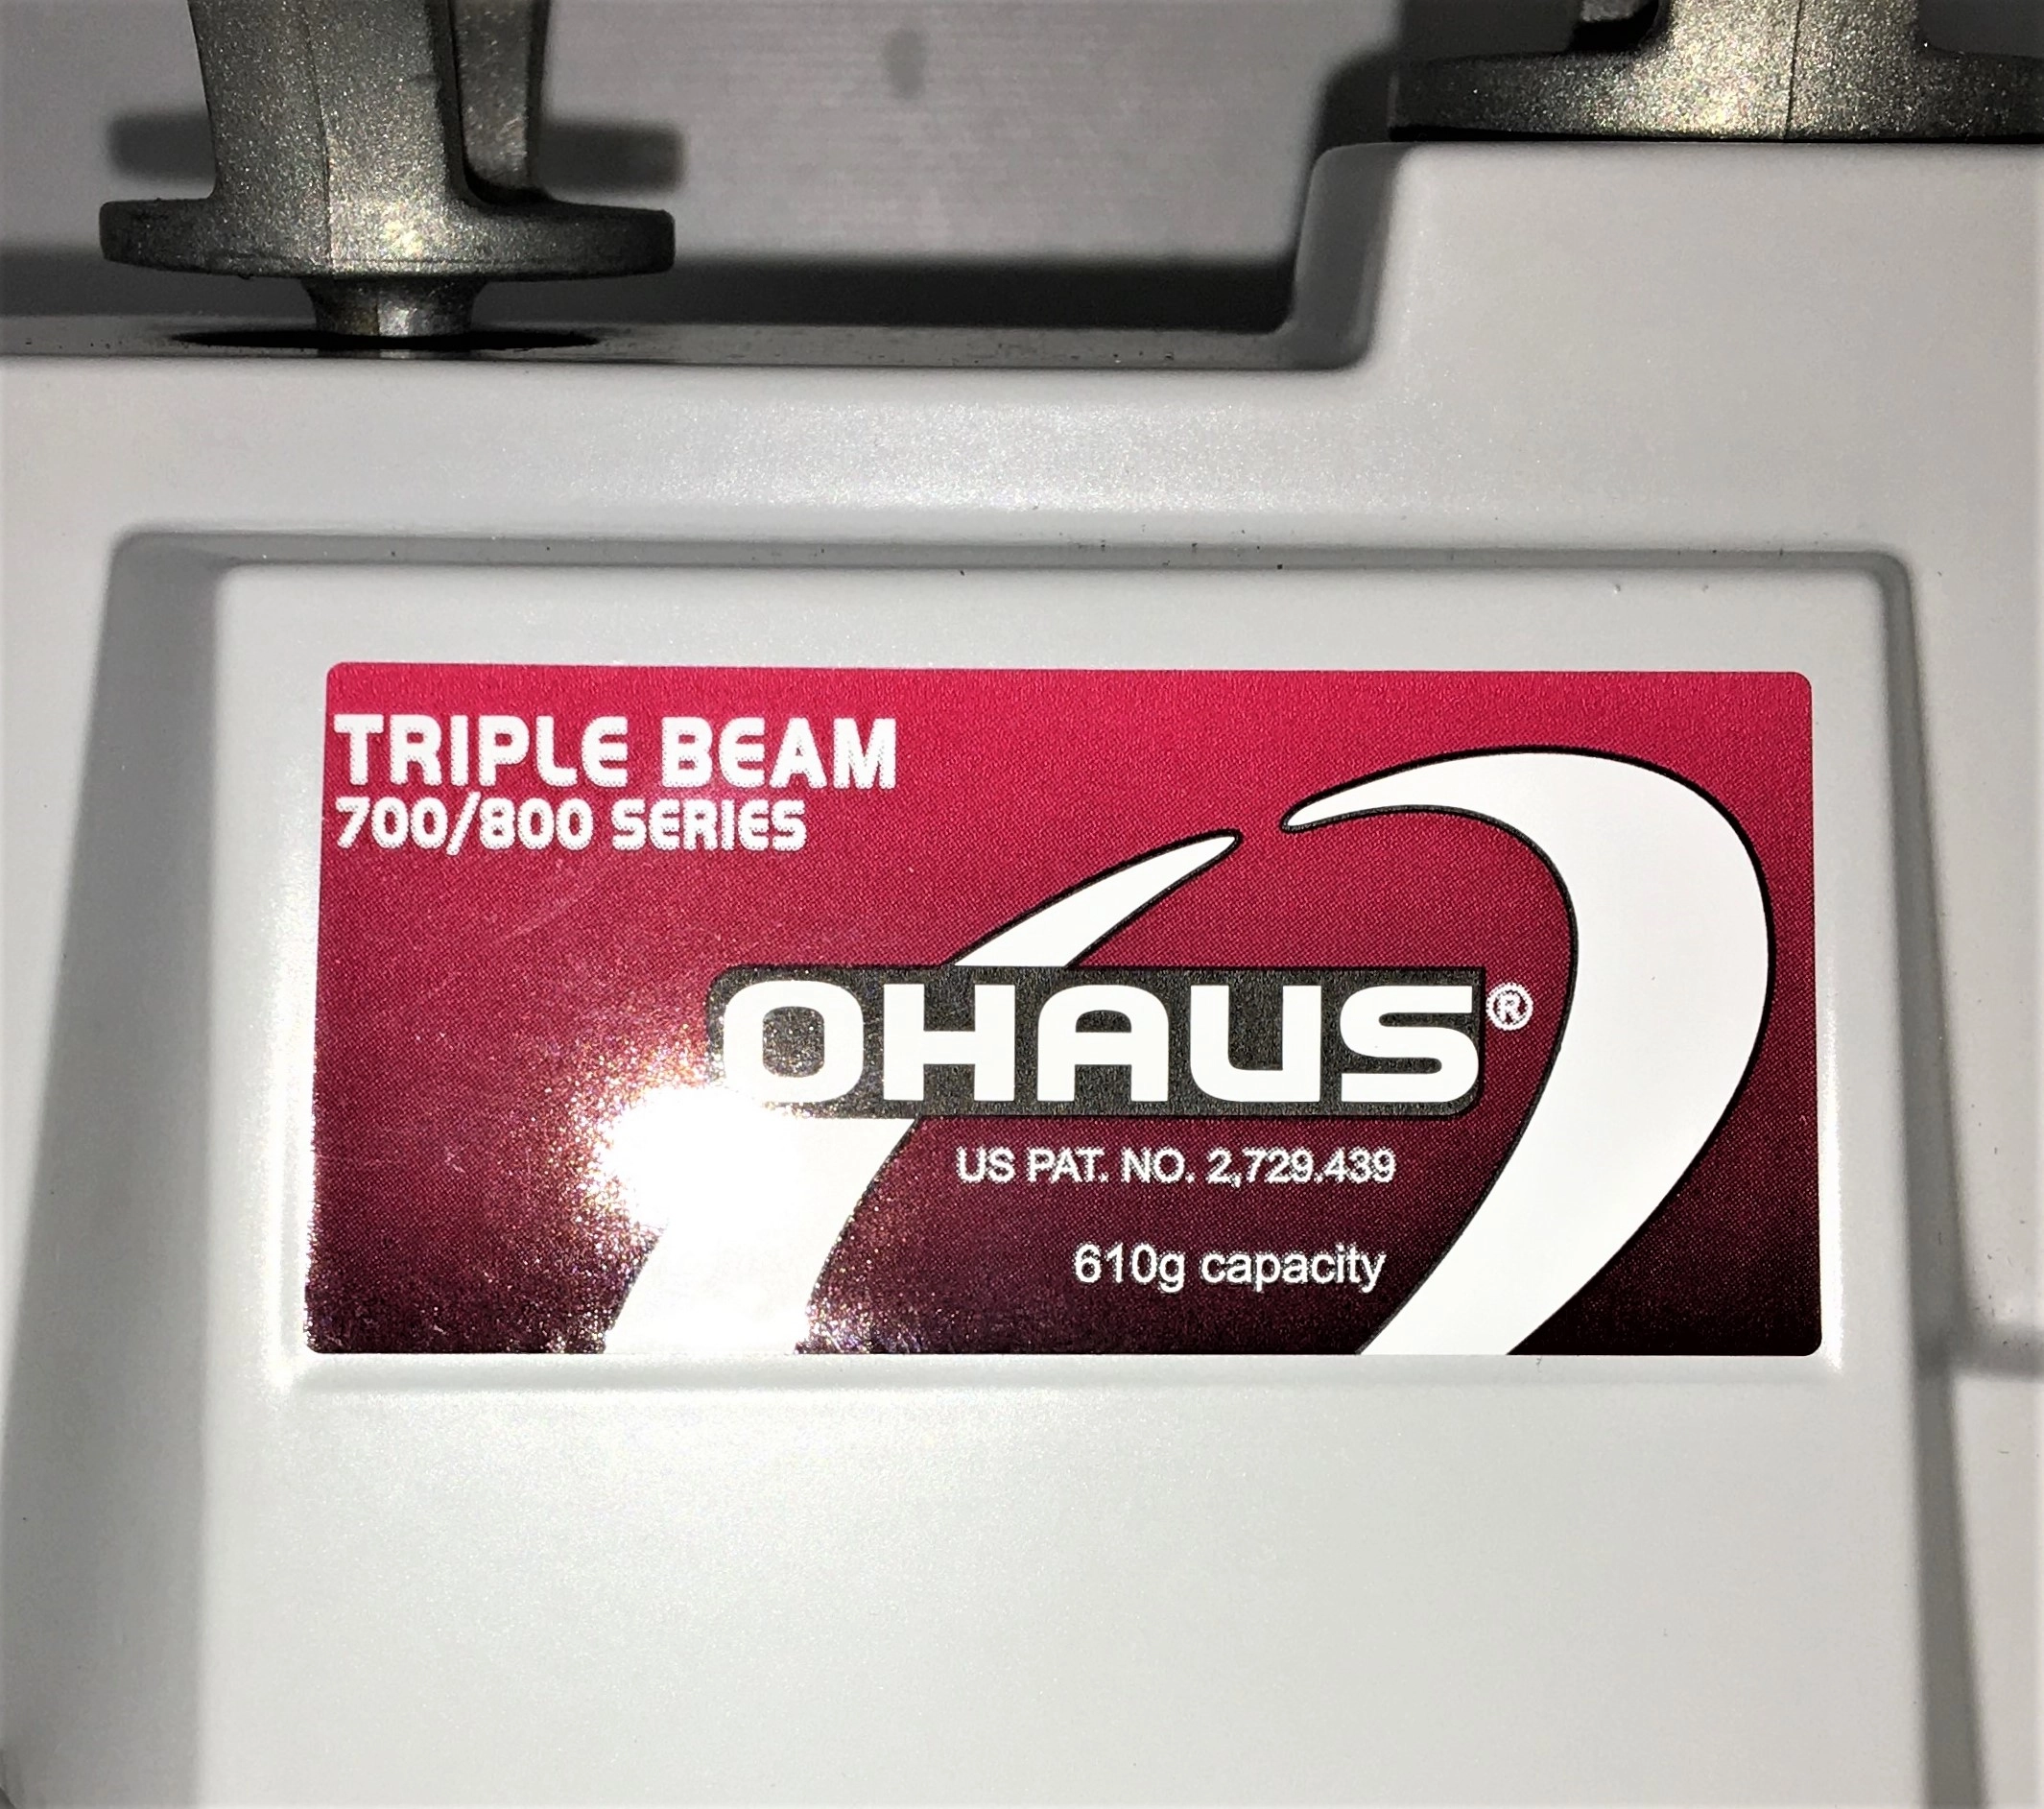 TRIPLE BEAM
700/800 SERIES
OHAUS®
US PAT. NO. 2,729.439
610g capacity